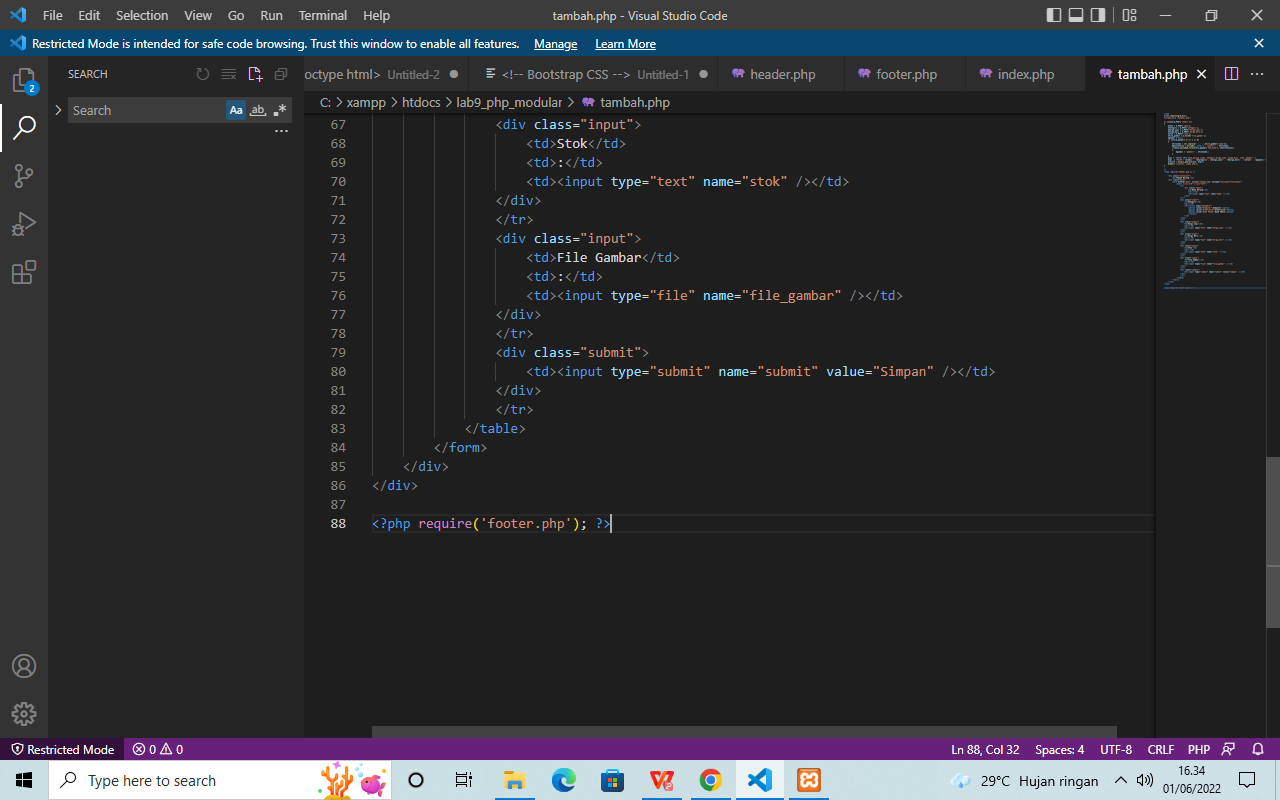 File Edit Selection View Go Run Terminal Help tambah.php - Visual Studio Code
Restricted Mode is intended for safe code browsing. Trust this window to enable all features. Manage Learn More
2
SEARCH
Search
Aa ab
octype html> Untitled-2 <!-- Bootstrap CSS --> Untitled-1 header.php footer.php index.php tambah.php
C: > xampp > htdocs > lab9_php_modular > tambah.php
67 <div class="input">
68 <td>Stok</td>
69 <td>:</td>
70 <td><input type="text" name="stok" /></td>
71 </div>
72 </tr>
73 <div class="input">
74 <td>File Gambar</td>
75 <td>:</td>
76 <td><input type="file" name="file_gambar" /></td>
77 </div>
78 </tr>
79 <div class="submit">
80 <td><input type="submit" name="submit" value="Simpan" /></td>
81 </div>
82 </tr>
83 </table>
84 </form>
85 </div>
86 </div>
87
88 <?php require('footer.php'); ?>
Restricted Mode 0 0 Ln 88, Col 32 Spaces: 4 UTF-8 CRLF PHP
Type here to search 29°C Hujan ringan 16.34
01/06/2022